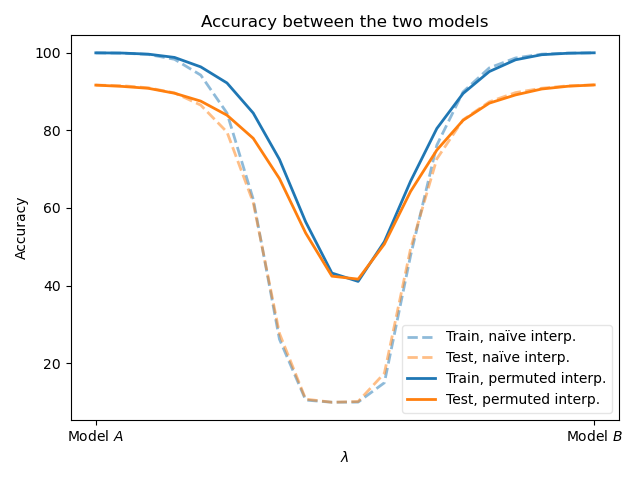 Accuracy between the two models
100
80
60
40
20
Accuracy
Train, naïve interp.
Test, naïve interp.
Train, permuted interp.
Test, permuted interp.
Model A
Model B
λ